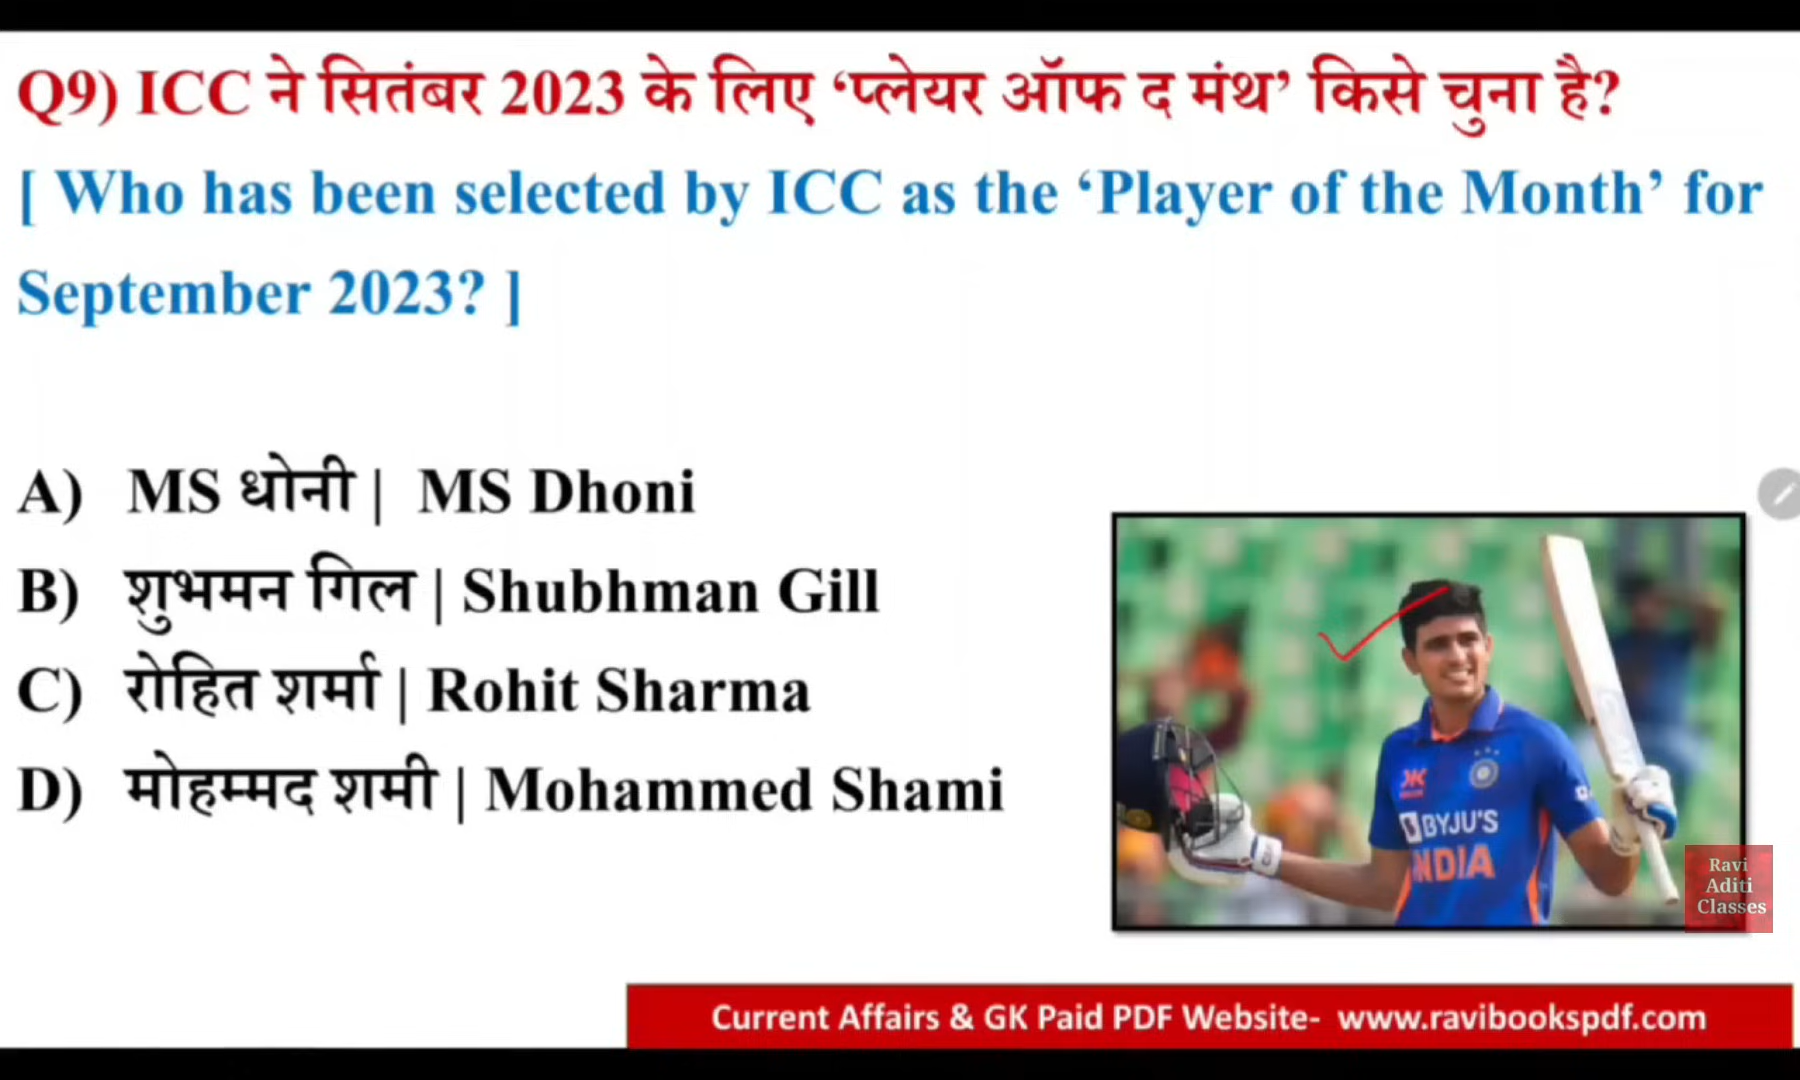 Q9) ICC ने सितंबर 2023 के लिए ‘प्लेयर ऑफ द मंथ’ किसे चुना है?
[ Who has been selected by ICC as the ‘Player of the Month’ for
September 2023? ]
A) MS धोनी | MS Dhoni
B) शुभमन गिल | Shubhman Gill
C) रोहित शर्मा | Rohit Sharma
D) मोहम्मद शमी | Mohammed Shami
BYJU'S
INDIA
Ravi
Aditi
Classes
Current Affairs & GK Paid PDF Website- www.ravibookspdf.com